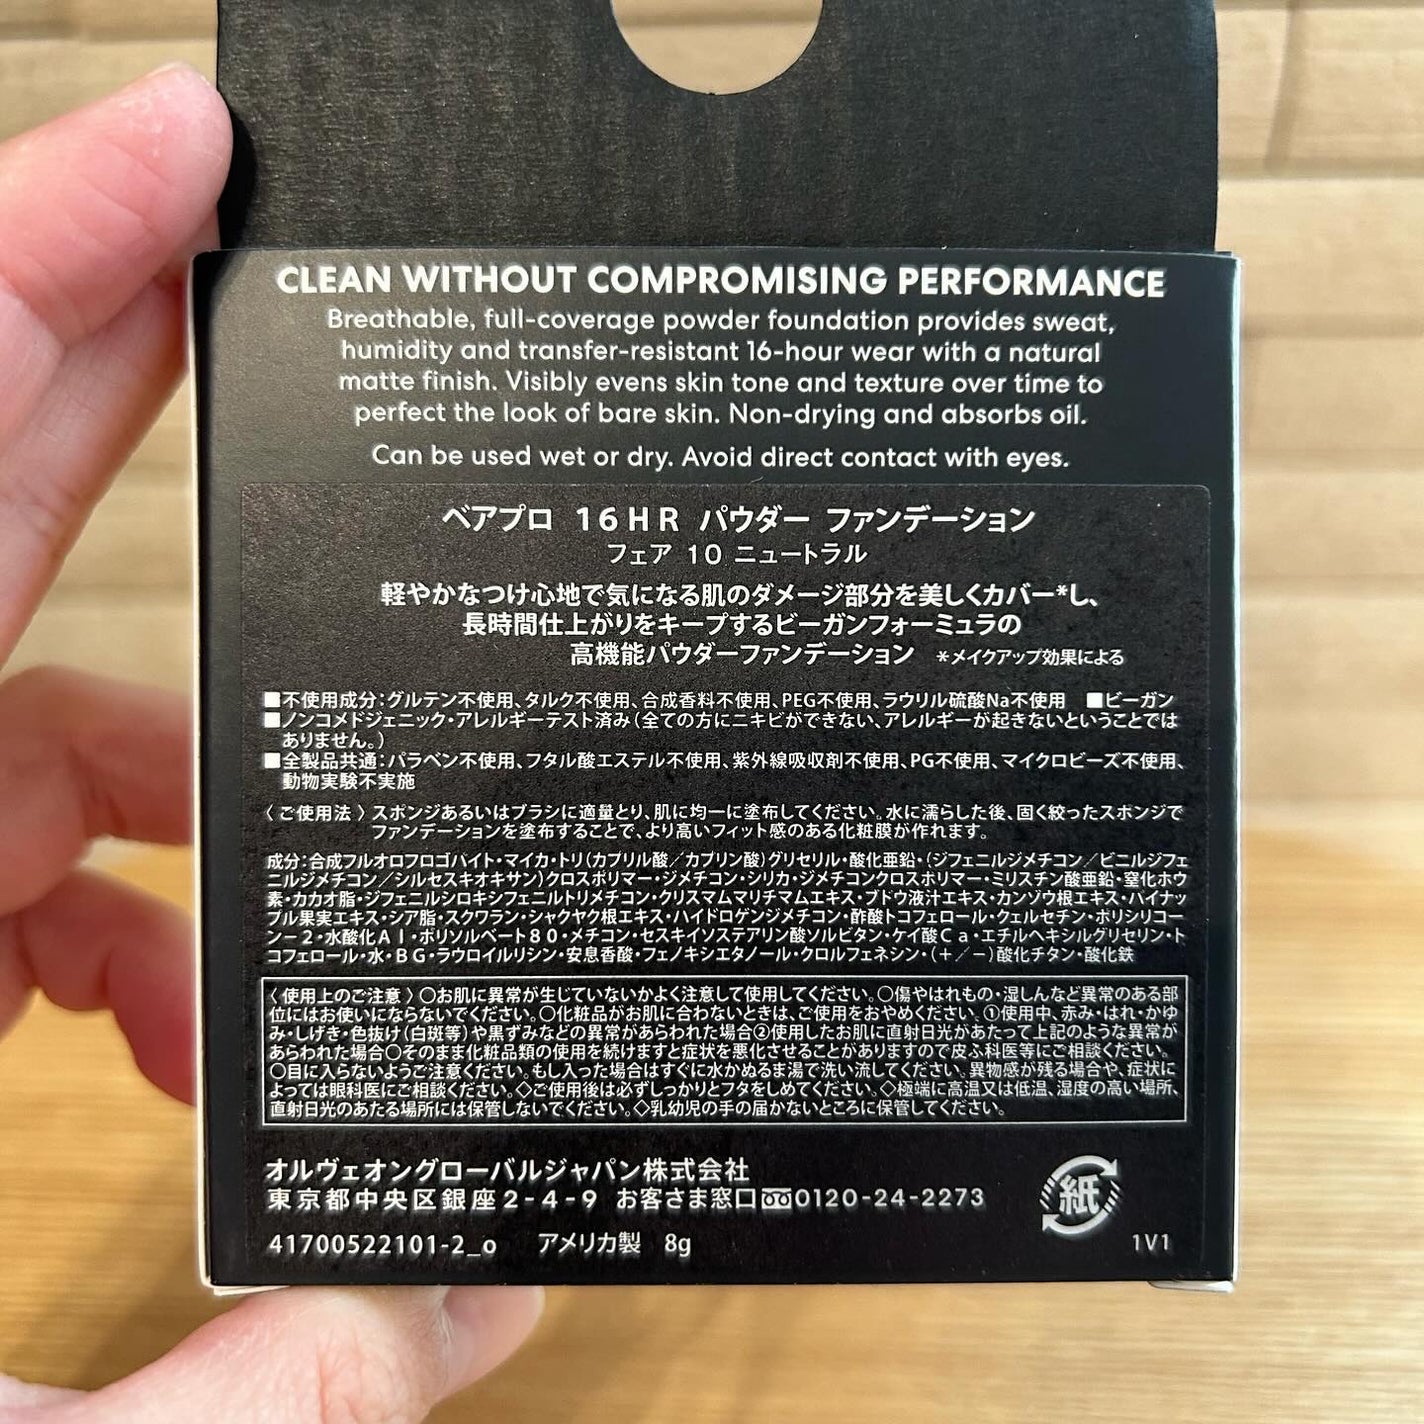 CLEAN WITHOUT COMPROMISING PERFORMANCE
Breathable, full-coverage powder foundation provides sweat,
humidity and transfer-resistant 16-hour wear with a natural
matte finish. Visibly evens skin tone and texture over time to
perfect the look of bare skin. Non-drying and absorbs oil.
Can be used wet or dry. Avoid direct contact with eyes.
ベアプロ 16HR パウダー ファンデーション
フェア 10 ニュートラル
軽やかなつけ心地で気になる肌のダメージ部分を美しくカバー*し、
長時間仕上がりをキープするビーガンフォーミュラの
高機能パウダーファンデーション *メイクアップ効果による
■不使用成分：グルテン不使用、タルク不使用、合成香料不使用、PEG不使用、ラウリル硫酸Na不使用 ■ビーガン
■ノンコメドジェニック・アレルギーテスト済み（全ての方にニキビができない、アレルギーが起きないということでは
ありません。）
■全製品共通：パラベン不使用、フタル酸エステル不使用、紫外線吸収剤不使用、PG不使用、マイクロビーズ不使用、
動物実験不実施
〈ご使用法〉スポンジあるいはブラシに適量とり、肌に均一に塗布してください。水に濡らした後、固く絞ったスポンジで
ファンデーションを塗布することで、より高いフィット感のある化粧膜が作れます。
成分：合成フルオロフロゴパイト・マイカ・トリ（カプリル酸／カプリン酸）グリセリル・酸化亜鉛・（ジフェニルジメチコン／ビニルジフェ
ニルジメチコン／シルセスキオキサン）クロスポリマー・ジメチコン・シリカ・ジメチコンクロスポリマー・ミリスチン酸亜鉛・窒化ホウ
素・カカオ脂・ジフェニルシロキシフェニルトリメチコン・クリスマムマリチマムエキス・ブドウ液汁エキス・カンゾウ根エキス・パイナッ
プル果実エキス・シア脂・スクワラン・シャクヤク根エキス・ハイドロゲンジメチコン・酢酸トコフェロール・クェルセチン・ポリシリコー
ン－２・水酸化Ａｌ・ポリソルベート８０・メチコン・セスキイソステアリン酸ソルビタン・ケイ酸Ｃａ・エチルヘキシルグリセリン・ト
コフェロール・水・ＢＧ・ラウロイルリシン・安息香酸・フェノキシエタノール・クロルフェネシン・（＋／－）酸化チタン・酸化鉄
〈使用上のご注意〉○お肌に異常が生じていないかよく注意して使用してください。○傷やはれもの・湿しんなど異常のある部
位にはお使いにならないでください。○化粧品がお肌に合わないときは、ご使用をおやめください。①使用中、赤み・はれ・かゆ
み・しげき・色抜け（白斑等）や黒ずみなどの異常があらわれた場合②使用したお肌に直射日光があたって上記のような異常が
あらわれた場合○そのまま化粧品類の使用を続けますと症状を悪化させることがありますので皮ふ科医等にご相談ください。
○目に入らないようご注意ください。もし入った場合はすぐに水かぬるま湯で洗い流してください。異物感が残る場合や、症状に
よっては眼科医にご相談ください。◇ご使用後は必ずしっかりとフタをしめてください。◇極端に高温又は低温、湿度の高い場所、
直射日光のあたる場所には保管しないでください。◇乳幼児の手の届かないところに保管してください。
オルヴェオングローバルジャパン株式会社
東京都中央区銀座2-4-9 お客さま窓口 0120-24-2273
紙
41700522101-2_o アメリカ製 8g
1V1